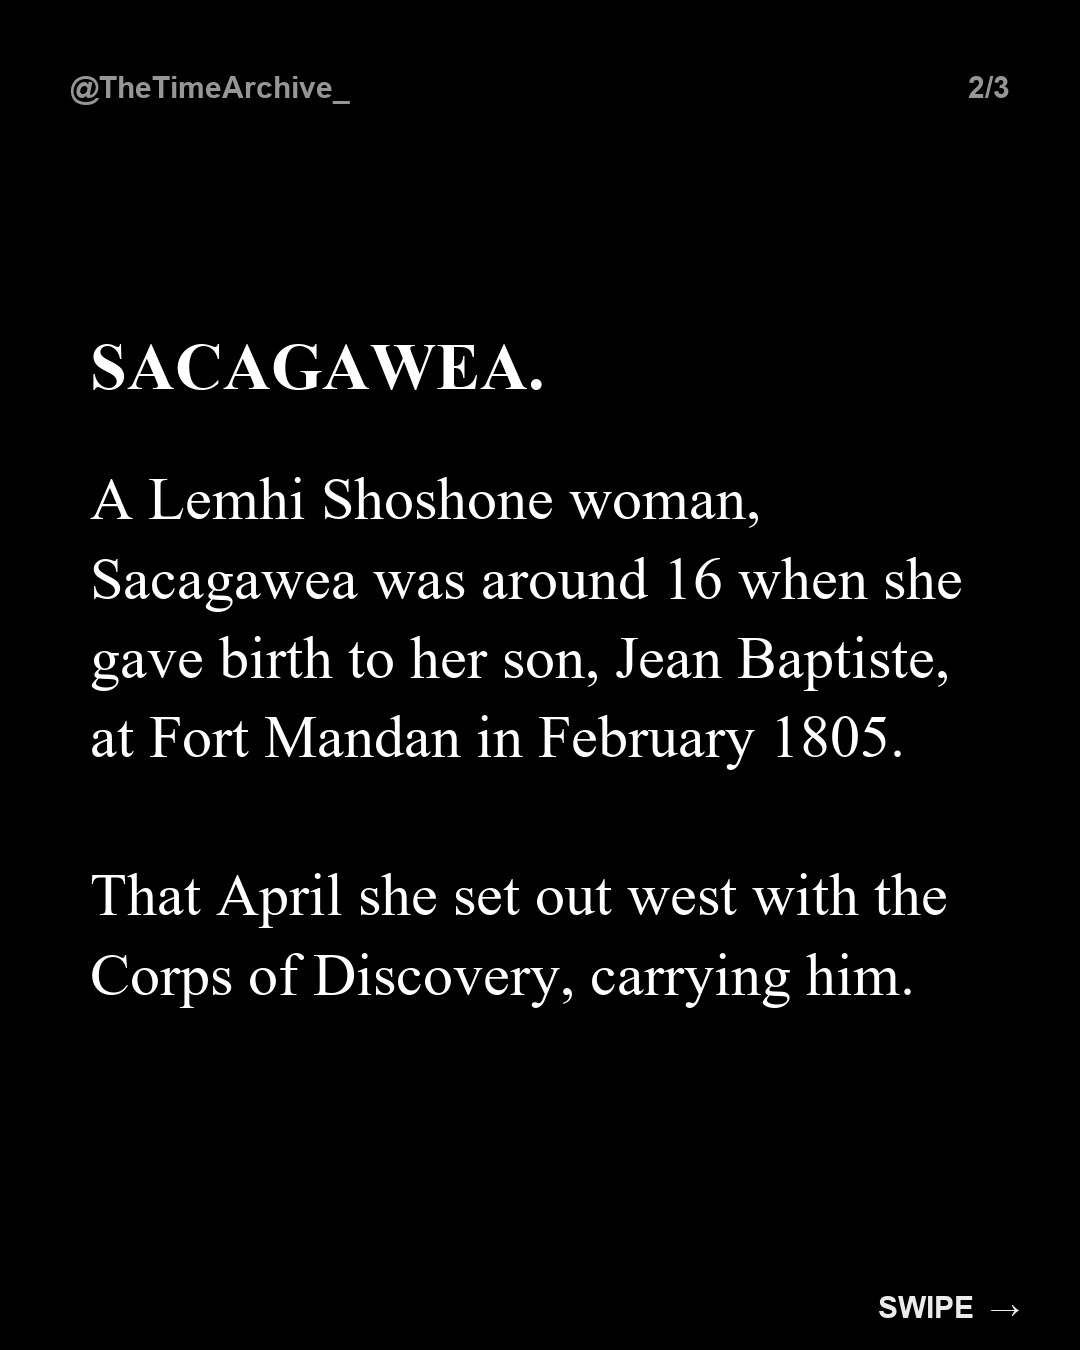 @TheTimeArchive_
2/3
SACAGAWEA.
A Lemhi Shoshone woman,
Sacagawea was around 16 when she
gave birth to her son, Jean Baptiste,
at Fort Mandan in February 1805.
That April she set out west with the
Corps of Discovery, carrying him.
SWIPE →